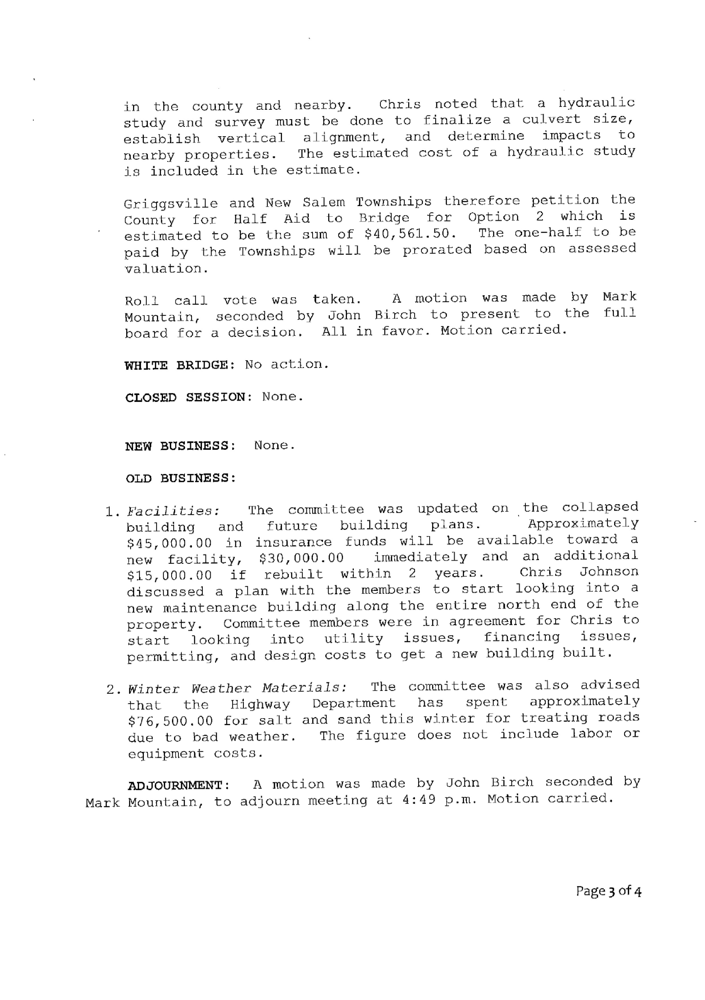 in the county and nearby. Chris noted that a hydraulic
study and survey must be done to finalize a culvert size,
establish vertical alignment, and determine impacts to
nearby properties. The estimated cost of a hydraulic study
is included in the estimate.
Griggsville and New Salem Townships therefore petition the
County for Half Aid to Bridge for Option 2 which is
estimated to be the sum of $40,561.50. The one-half to be
paid by the Townships will be prorated based on assessed
valuation.
Roll call vote was taken. A motion was made by Mark
Mountain, seconded by John Birch to present to the full
board for a decision. All in favor. Motion carried.
WHITE BRIDGE: No action.
CLOSED SESSION: None.
NEW BUSINESS: None.
OLD BUSINESS:
1. Facilities: The committee was updated on the collapsed
building and future building plans. Approximately
$45,000.00 in insurance funds will be available toward a
new facility, $30,000.00 immediately and an additional
$15,000.00 if rebuilt within 2 years. Chris Johnson
discussed a plan with the members to start looking into a
new maintenance building along the entire north end of the
property. Committee members were in agreement for Chris to
start looking into utility issues, financing issues,
permitting, and design costs to get a new building built.
2. Winter Weather Materials: The committee was also advised
that the Highway Department has spent approximately
$76,500.00 for salt and sand this winter for treating roads
due to bad weather. The figure does not include labor or
equipment costs.
ADJOURNMENT: A motion was made by John Birch seconded by
Mark Mountain, to adjourn meeting at 4:49 p.m. Motion carried.
Page 3 of 4